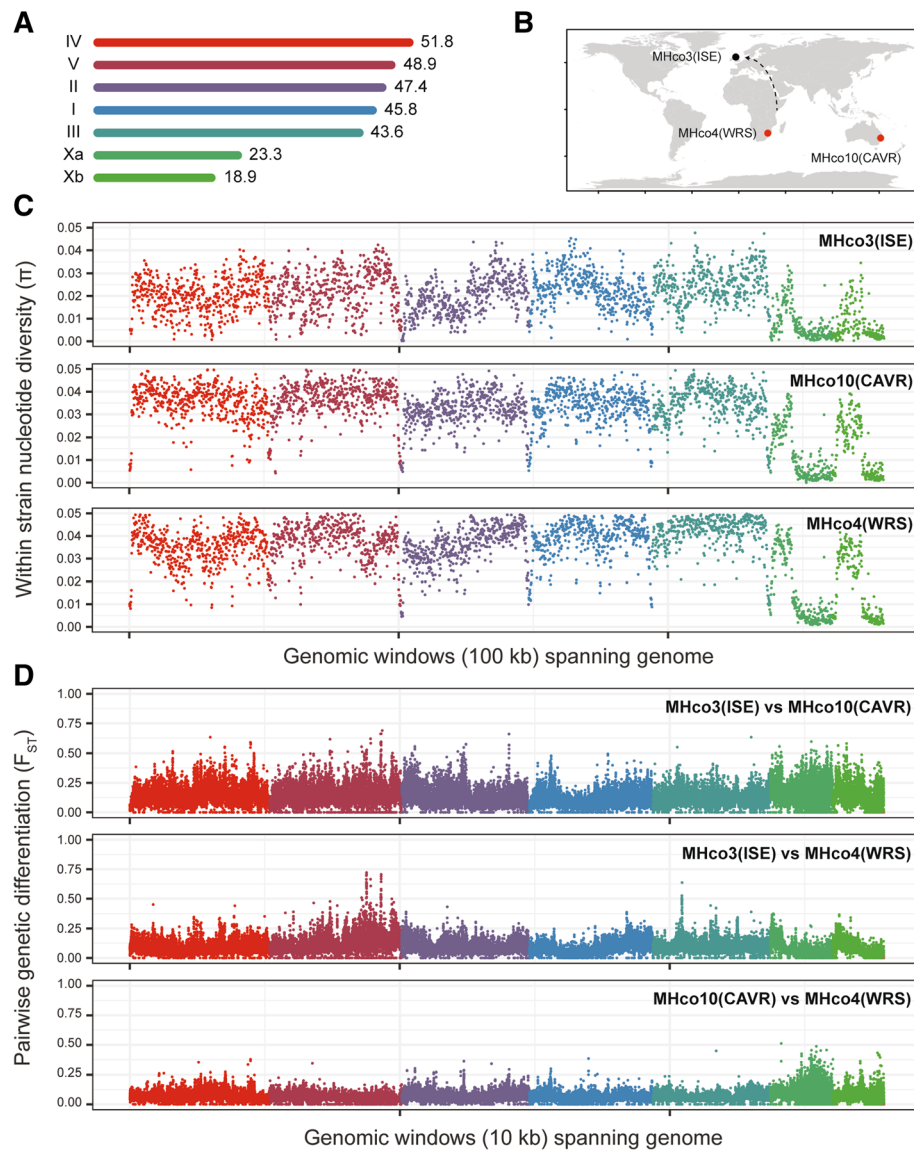 A
IV 51.8
V 48.9
II 47.4
I 45.8
III 43.6
Xa 23.3
Xb 18.9
B
MHco3(ISE)
MHco4(WRS)
MHco10(CAVR)
C
Within strain nucleotide diversity (π)
0.05
0.04
0.03
0.02
0.01
0.00
MHco3(ISE)
0.05
0.04
0.03
0.02
0.01
0.00
MHco10(CAVR)
0.05
0.04
0.03
0.02
0.01
0.00
MHco4(WRS)
Genomic windows (100 kb) spanning genome
D
Pairwise genetic differentiation (FST)
1.00
0.75
0.50
0.25
0.00
MHco3(ISE) vs MHco10(CAVR)
1.00
0.75
0.50
0.25
0.00
MHco3(ISE) vs MHco4(WRS)
1.00
0.75
0.50
0.25
0.00
MHco10(CAVR) vs MHco4(WRS)
Genomic windows (10 kb) spanning genome